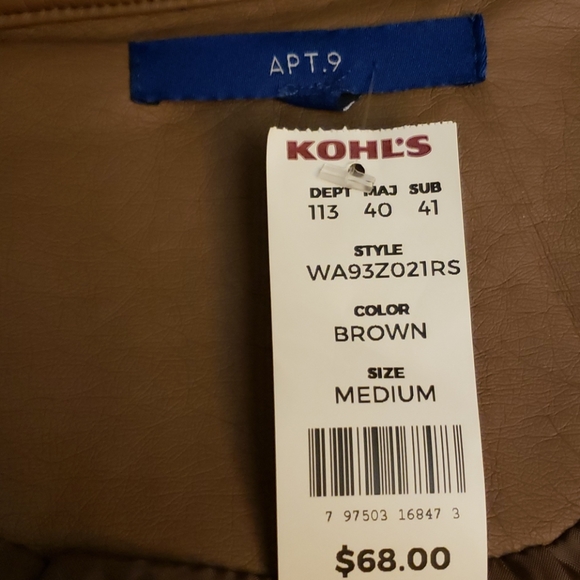 APT.9
KOHL'S
DEPT MAJ SUB
113 40 41
STYLE
WA93Z021RS
COLOR
BROWN
SIZE
MEDIUM
7 97503 16847 3
$68.00